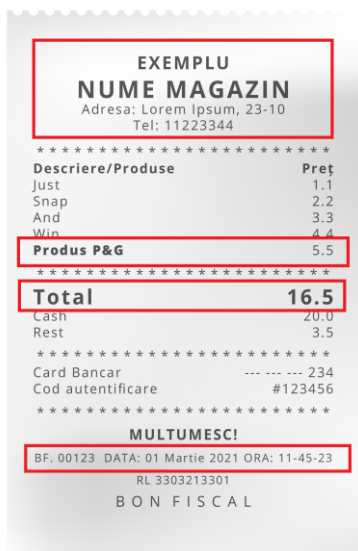 EXEMPLU
NUME MAGAZIN
Adresa: Lorem Ipsum, 23-10
Tel: 11223344
* * * * * * * * * * * * * * * * * * * * * * * *
Descriere/Produse Preț
Just 1.1
Snap 2.2
And 3.3
Win 4.4
Produs P&G 5.5
* * * * * * * * * * * * * * * * * * * * * * * *
Total 16.5
Cash 20.0
Rest 3.5
* * * * * * * * * * * * * * * * * * * * * * * *
Card Bancar --- --- --- 234
Cod autentificare #123456
* * * * * * * * * * * * * * * * * * * * * * * *
MULTUMESC!
BF. 00123 DATA: 01 Martie 2021 ORA: 11-45-23
RL 3303213301
BON FISCAL